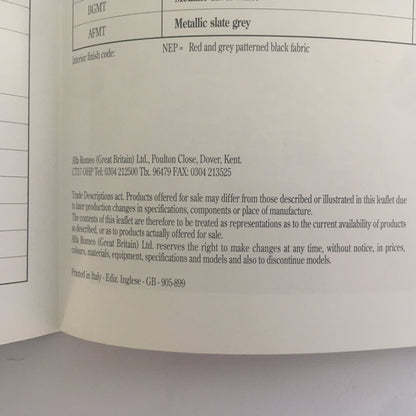 BGMT
AFMT Metallic slate grey
Interior finish code: NEP = Red and grey patterned black fabric
Alfa Romeo (Great Britain) Ltd., Poulton Close, Dover, Kent.
CT17 OHP Tel: 0304 212500 Tlx. 96479 FAX: 0304 213525
Trade Descriptions act. Products offered for sale may differ from those described or illustrated in this leaflet due
to later production changes in specifications, components or place of manufacture.
The contents of this leaflet are therefore to be treated as representations as to the current availability of products
as described, or as to products actually offered for sale.
Alfa Romeo (Great Britain) Ltd. reserves the right to make changes at any time, without notice, in prices,
colours, materials, equipment, specifications and models and also to discontinue models.
Printed in Italy - Ediz. Inglese - GB - 905-899